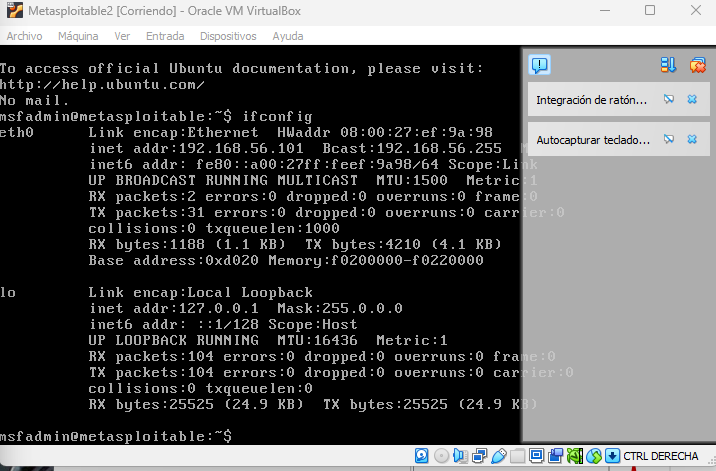 Metasploitable2 [Corriendo] - Oracle VM VirtualBox
Archivo Máquina Ver Entrada Dispositivos Ayuda
To access official Ubuntu documentation, please visit:
http://help.ubuntu.com/
No mail.
msfadmin@metasploitable:~$ ifconfig
eth0 Link encap:Ethernet HWaddr 08:00:27:ef:9a:98
inet addr:192.168.56.101 Bcast:192.168.56.255
inet6 addr: fe80::a00:27ff:feef:9a98/64 Scope:Link
UP BROADCAST RUNNING MULTICAST MTU:1500 Metric:1
RX packets:2 errors:0 dropped:0 overruns:0 frame:0
TX packets:31 errors:0 dropped:0 overruns:0 carrier:0
collisions:0 txqueuelen:1000
RX bytes:1188 (1.1 KB) TX bytes:4210 (4.1 KB)
Base address:0xd020 Memory:f0200000-f0220000
lo Link encap:Local Loopback
inet addr:127.0.0.1 Mask:255.0.0.0
inet6 addr: ::1/128 Scope:Host
UP LOOPBACK RUNNING MTU:16436 Metric:1
RX packets:104 errors:0 dropped:0 overruns:0 frame:0
TX packets:104 errors:0 dropped:0 overruns:0 carrier:0
collisions:0 txqueuelen:0
RX bytes:25525 (24.9 KB) TX bytes:25525 (24.9 KB)
msfadmin@metasploitable:~$
Integración de ratón...
Autocapturar teclado...
CTRL DERECHA